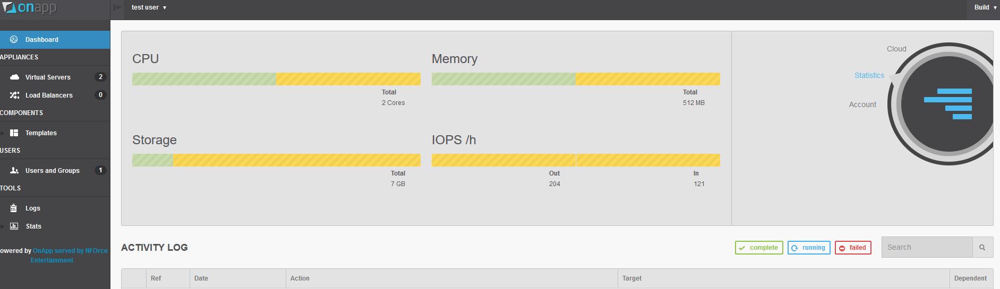 onapp
test user
Build
Dashboard
APPLIANCES
Virtual Servers 2
Load Balancers 0
COMPONENTS
Templates
USERS
Users and Groups 1
TOOLS
Logs
Stats
owered by OnApp served by NFOrce
Entertainment
CPU
Total
2 Cores
Memory
Total
512 MB
Storage
Total
7 GB
IOPS /h
Out In
204 121
Cloud
Statistics
Account
ACTIVITY LOG
complete running failed
Search
Ref Date Action Target Dependent